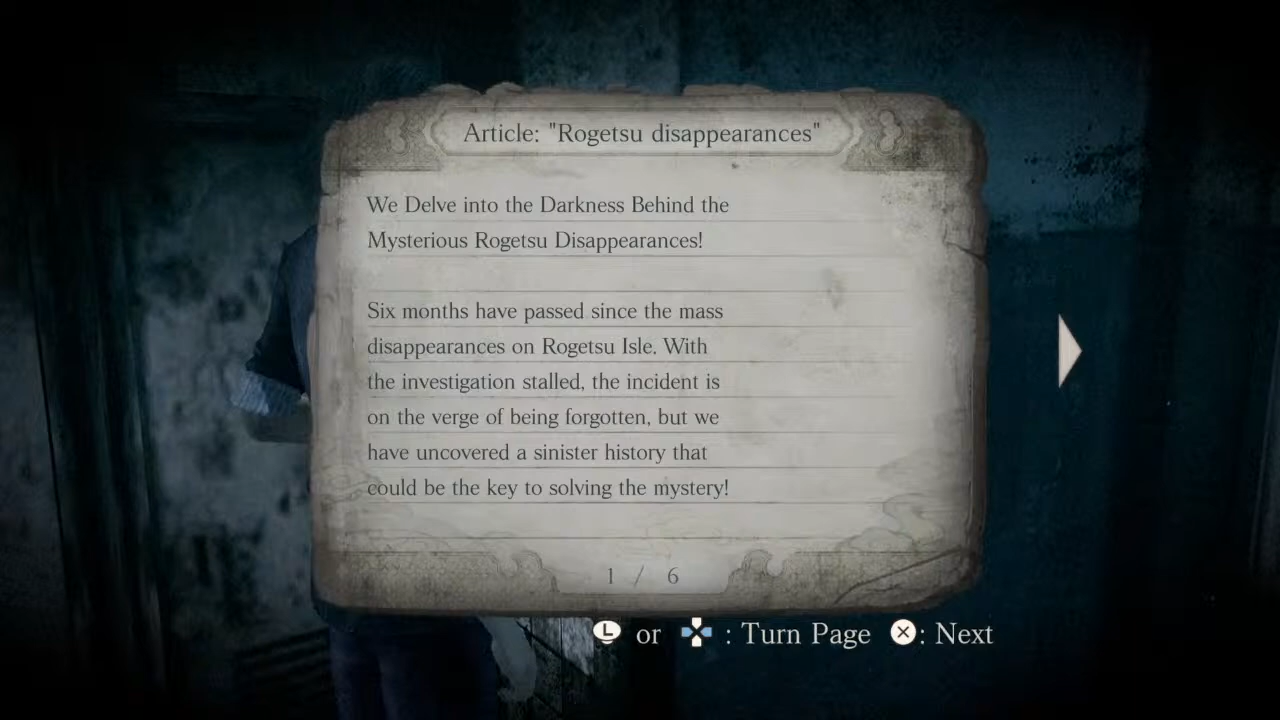 Article: "Rogetsu disappearances"
We Delve into the Darkness Behind the
Mysterious Rogetsu Disappearances!
Six months have passed since the mass
disappearances on Rogetsu Isle. With
the investigation stalled, the incident is
on the verge of being forgotten, but we
have uncovered a sinister history that
could be the key to solving the mystery!
1 / 6
L or : Turn Page X: Next